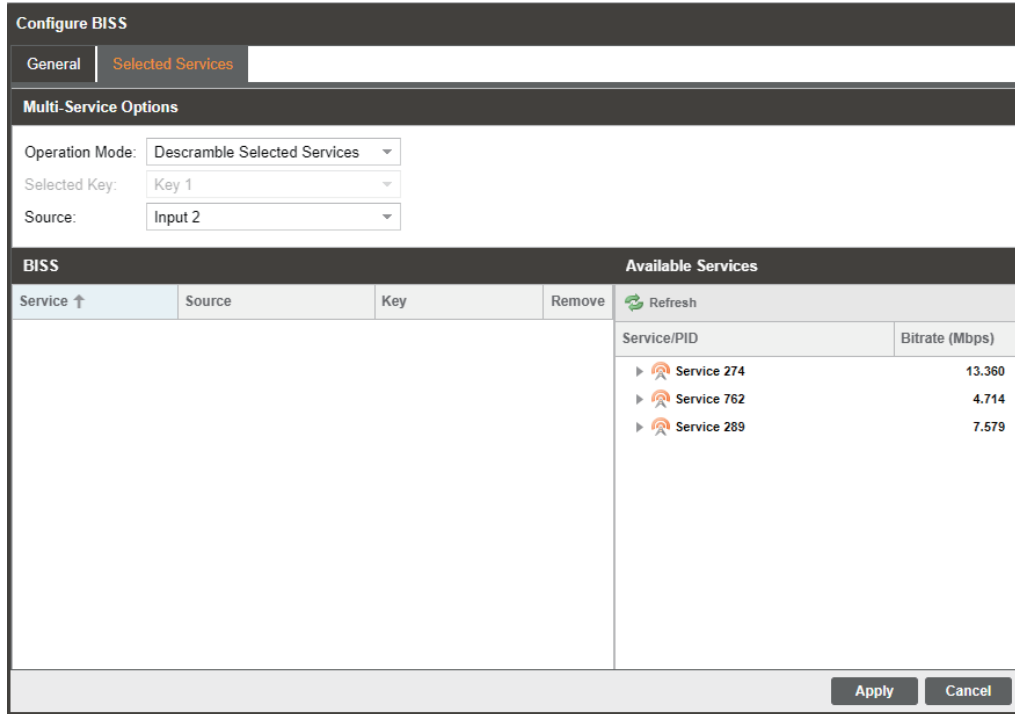 Configure BISS
General Selected Services
Multi-Service Options
Operation Mode: Descramble Selected Services
Selected Key: Key 1
Source: Input 2
BISS Available Services
Service Source Key Remove Refresh
Service/PID Bitrate (Mbps)
Service 274 13.360
Service 762 4.714
Service 289 7.579
Apply Cancel